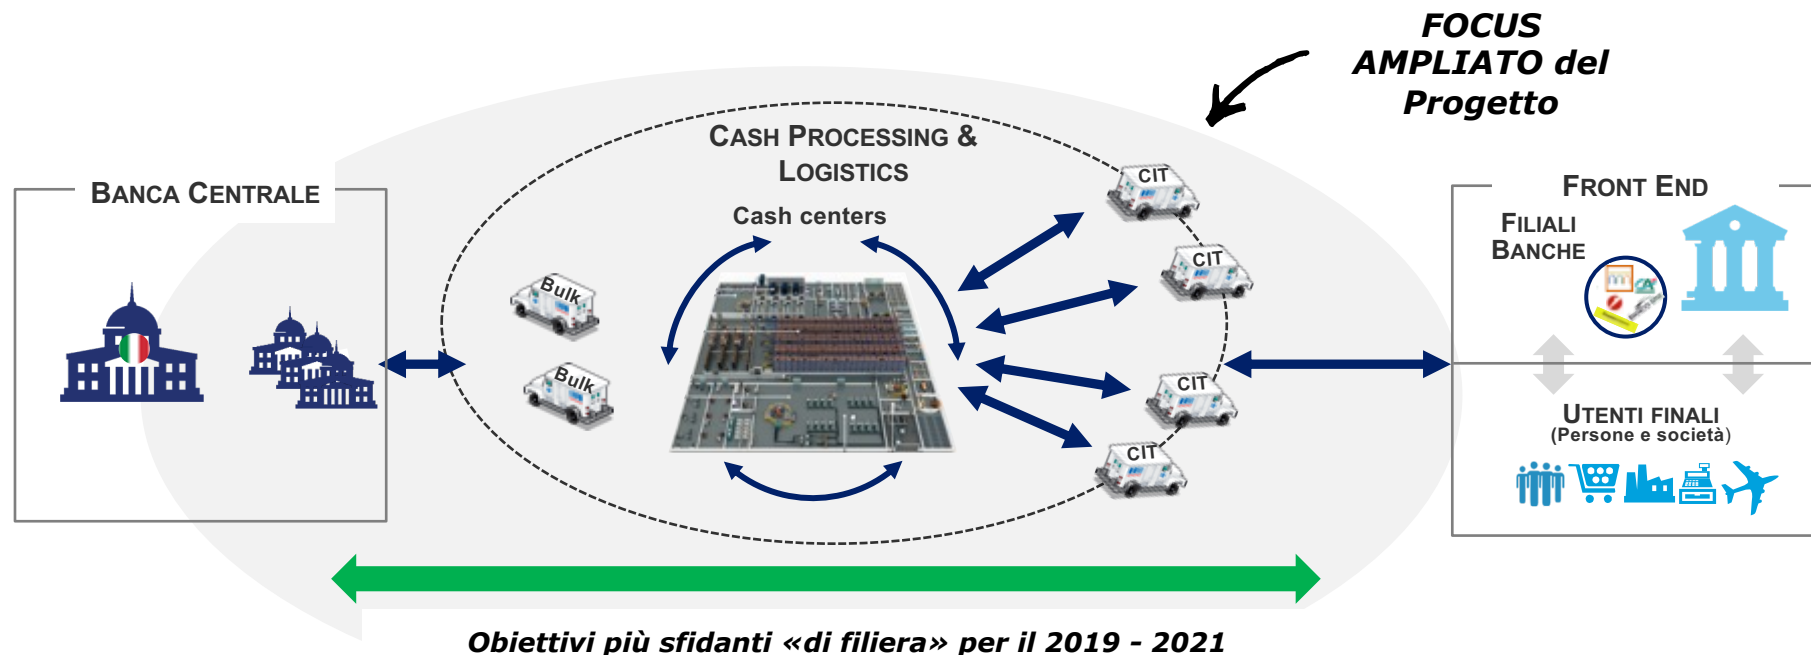 FOCUS
AMPLIATO del
Progetto
CASH PROCESSING &
LOGISTICS
Cash centers
BANCA CENTRALE
Bulk
Bulk
CIT
CIT
CIT
CIT
FRONT END
FILIALI
BANCHE
UTENTI FINALI
(Persone e società)
Obiettivi più sfidanti «di filiera» per il 2019 - 2021